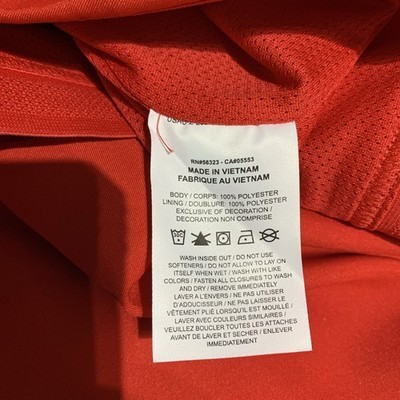 RN#56323 - CA#05553
MADE IN VIETNAM
FABRIQUE AU VIETNAM
BODY / CORPS: 100% POLYESTER
LINING / DOUBLURE: 100% POLYESTER
EXCLUSIVE OF DECORATION /
DECORATION NON COMPRISE
WASH INSIDE OUT / DO NOT USE
SOFTENERS / DO NOT ALLOW TO LAY ON
ITSELF WHEN WET / WASH WITH LIKE
COLORS / FASTEN ALL CLOSURES TO WASH
AND DRY / REMOVE IMMEDIATELY
LAVER A L'ENVERS / NE PAS UTILISER
D'ADOUCISSEUR / NE PAS LAISSER LE
VÊTEMENT PLIÉ LORSQU'IL EST MOUILLÉ /
LAVER AVEC COULEURS SIMILAIRES /
VEUILLEZ BOUCLER TOUTES LES ATTACHES
AVANT DE LAVER ET SECHER / ENLEVER
IMMEDIATEMENT